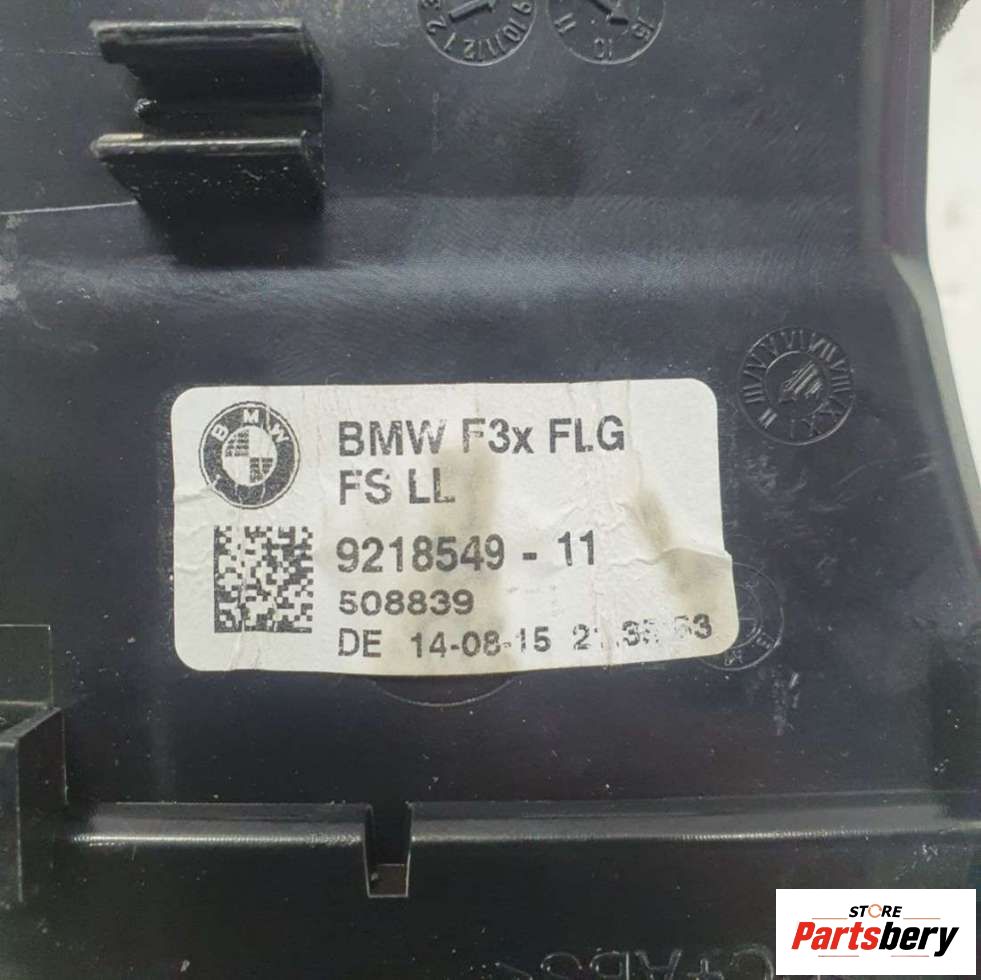 BMW
BMW F3x FLG
FS LL
9218549 - 11
508839
DE 14-08-15
STORE
Partsbery